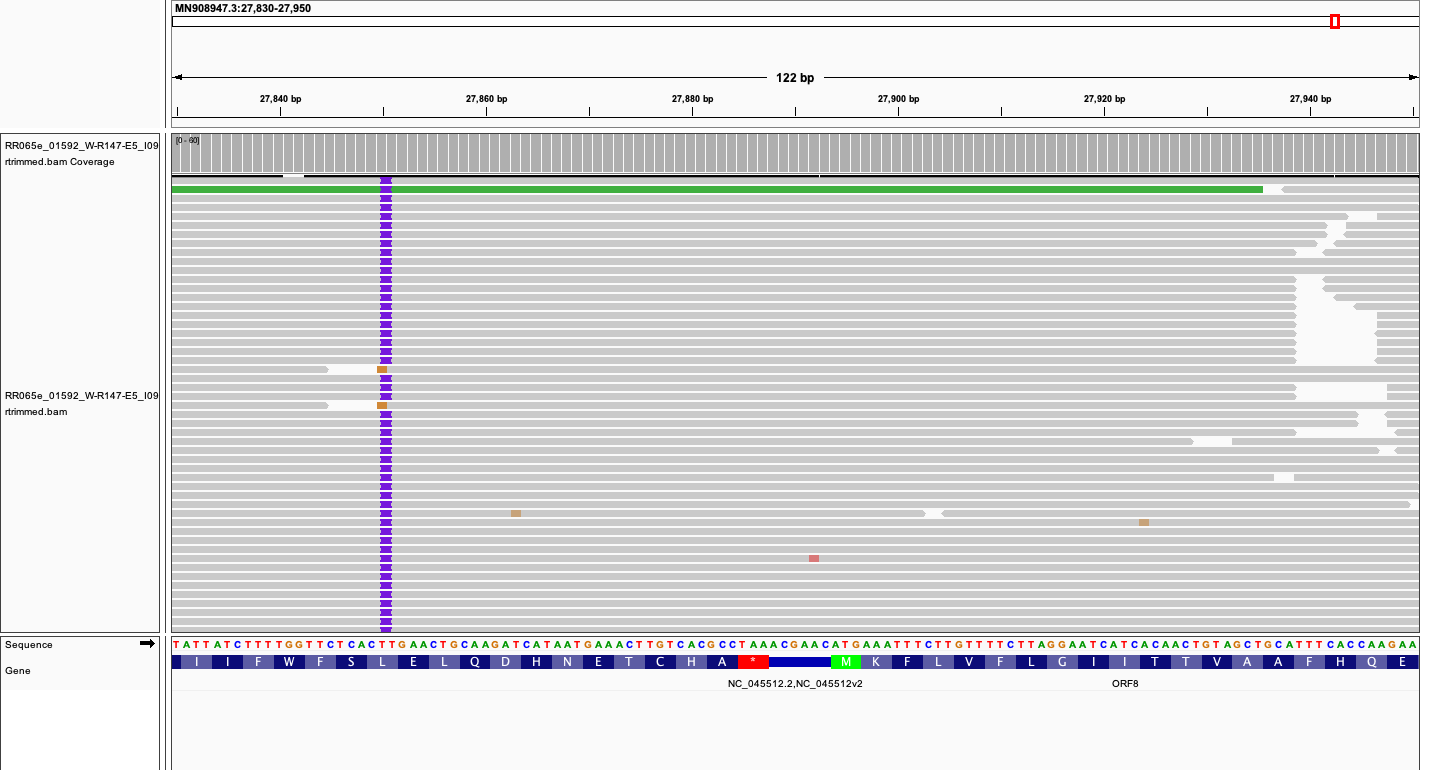 MN908947.3:27,830-27,950
122 bp
27,840 bp 27,860 bp 27,880 bp 27,900 bp 27,920 bp 27,940 bp
RR065e_01592_W-R147-E5_I09
rtrimmed.bam Coverage
[0 - 60]
RR065e_01592_W-R147-E5_I09
rtrimmed.bam
Sequence
TATTATCTTTTGGTTCTCACTTGAACTGCAAGATCATAATGAAACTTGTCACGCCTAAACGAACATGAAATTTCTTGTTTTCTTAGGAATCATCACAACTGTAGCTGCATTTCACCAAGAA
Gene
I I F W F S L E L Q D H N E T C H A * M K F L V F L G I I T T V A A F H Q E
NC_045512.2,NC_045512v2 ORF8